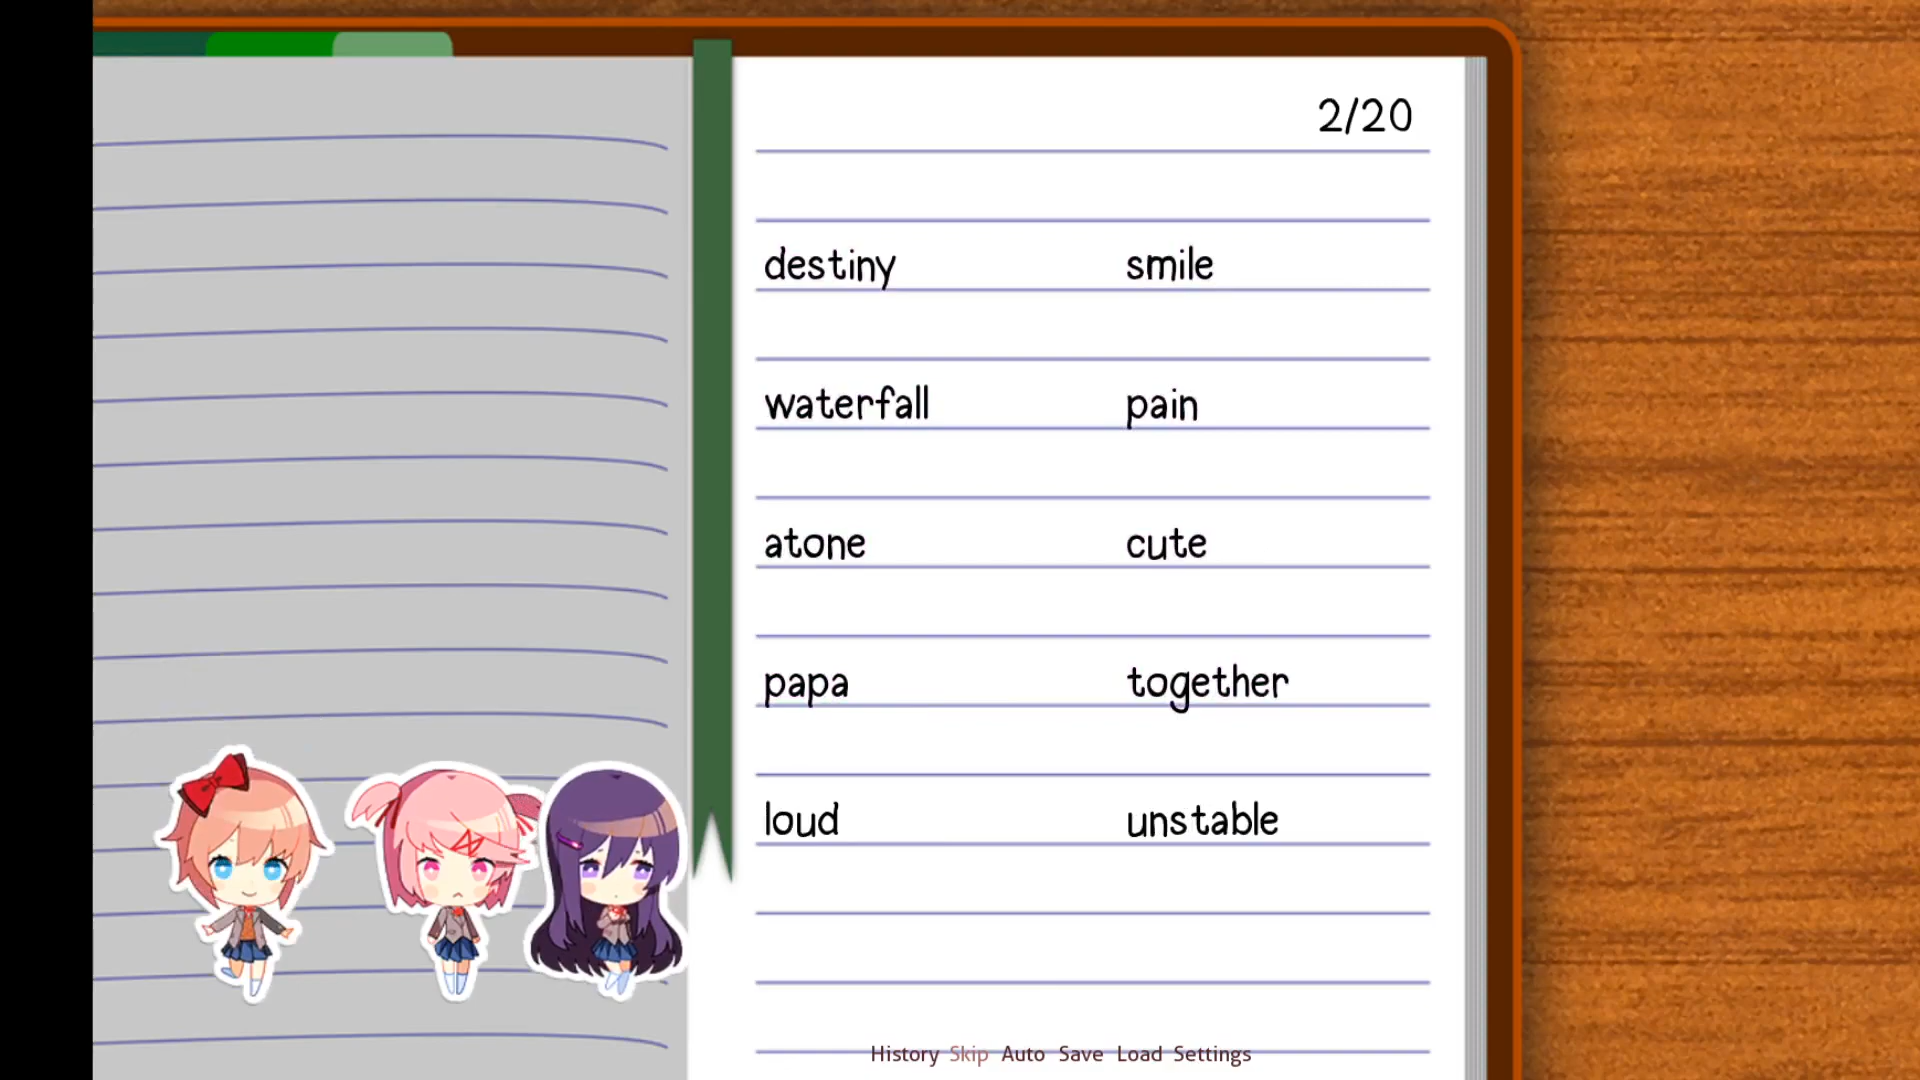 2/20
destiny smile
waterfall pain
atone cute
papa together
loud unstable
History Skip Auto Save Load Settings